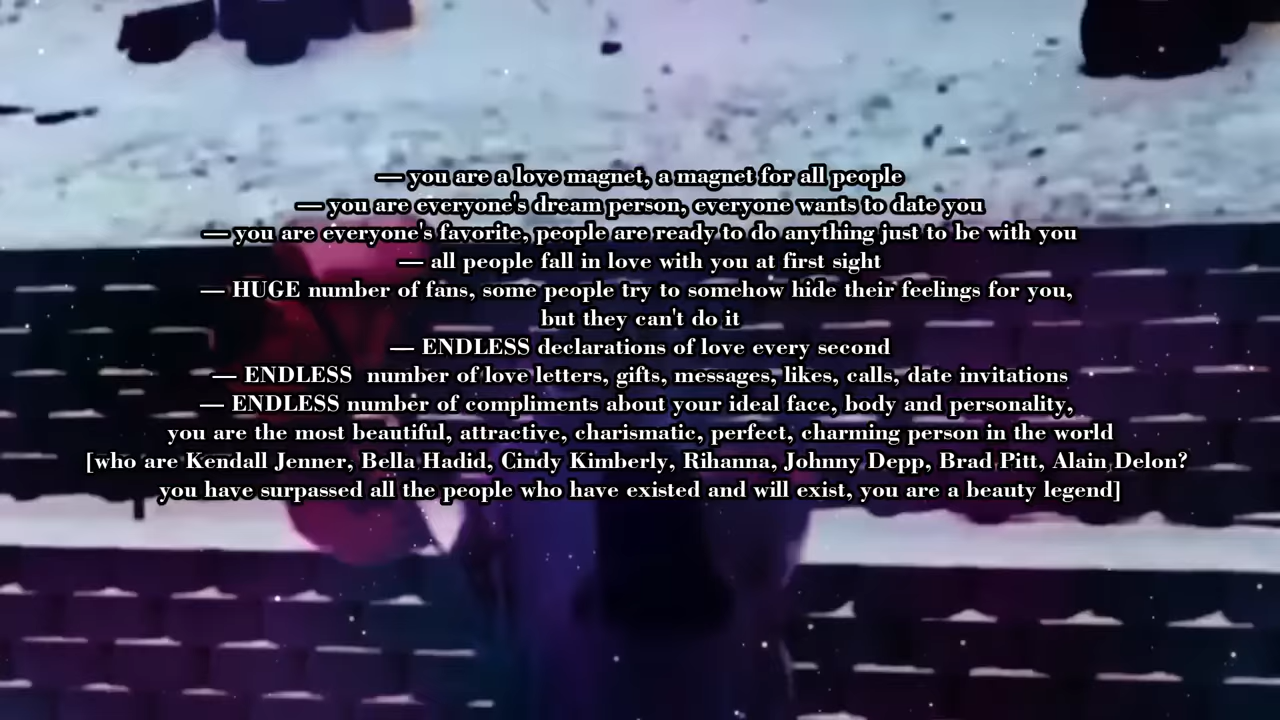 — you are a love magnet, a magnet for all people
— you are everyone's dream person, everyone wants to date you
— you are everyone's favorite, people are ready to do anything just to be with you
— all people fall in love with you at first sight
— HUGE number of fans, some people try to somehow hide their feelings for you,
but they can't do it
— ENDLESS declarations of love every second
— ENDLESS number of love letters, gifts, messages, likes, calls, date invitations
— ENDLESS number of compliments about your ideal face, body and personality,
you are the most beautiful, attractive, charismatic, perfect, charming person in the world
[who are Kendall Jenner, Bella Hadid, Cindy Kimberly, Rihanna, Johnny Depp, Brad Pitt, Alain Delon?
you have surpassed all the people who have existed and will exist, you are a beauty legend]